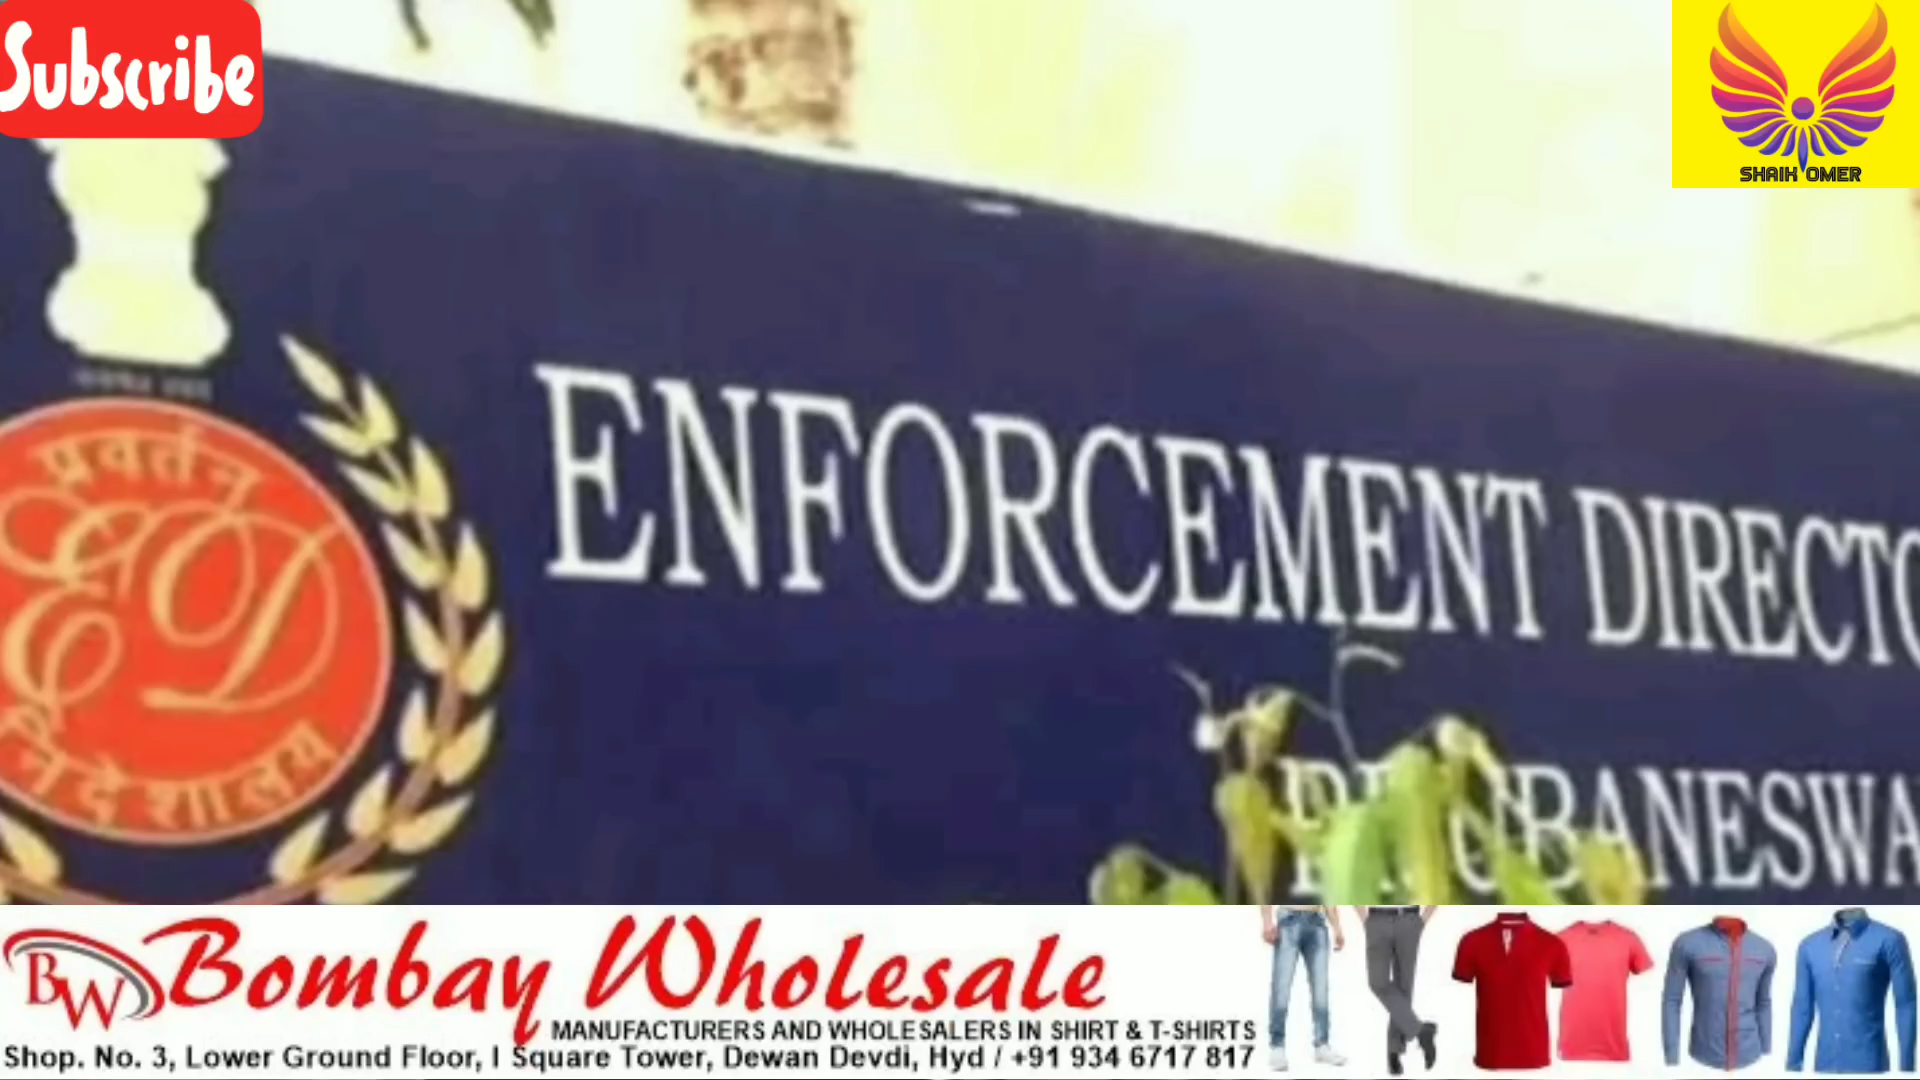 Subscribe
SHAIK OMER
प्रवर्तन
ED
निदेशालय
ENFORCEMENT DIRECTO
BANESWA
BW Bombay Wholesale
MANUFACTURERS AND WHOLESALERS IN SHIRT & T-SHIRTS
Shop. No. 3, Lower Ground Floor, I Square Tower, Dewan Devdi, Hyd / +91 934 6717 817